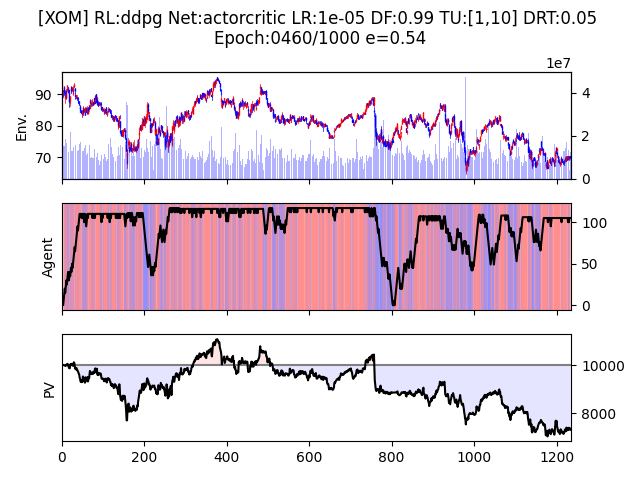 [XOM] RL:ddpg Net:actorcritic LR:1e-05 DF:0.99 TU:[1,10] DRT:0.05
Epoch:0460/1000 e=0.54
1e7
Env.
90
80
70
4
2
0
Agent
100
50
0
PV
10000
8000
0 200 400 600 800 1000 1200